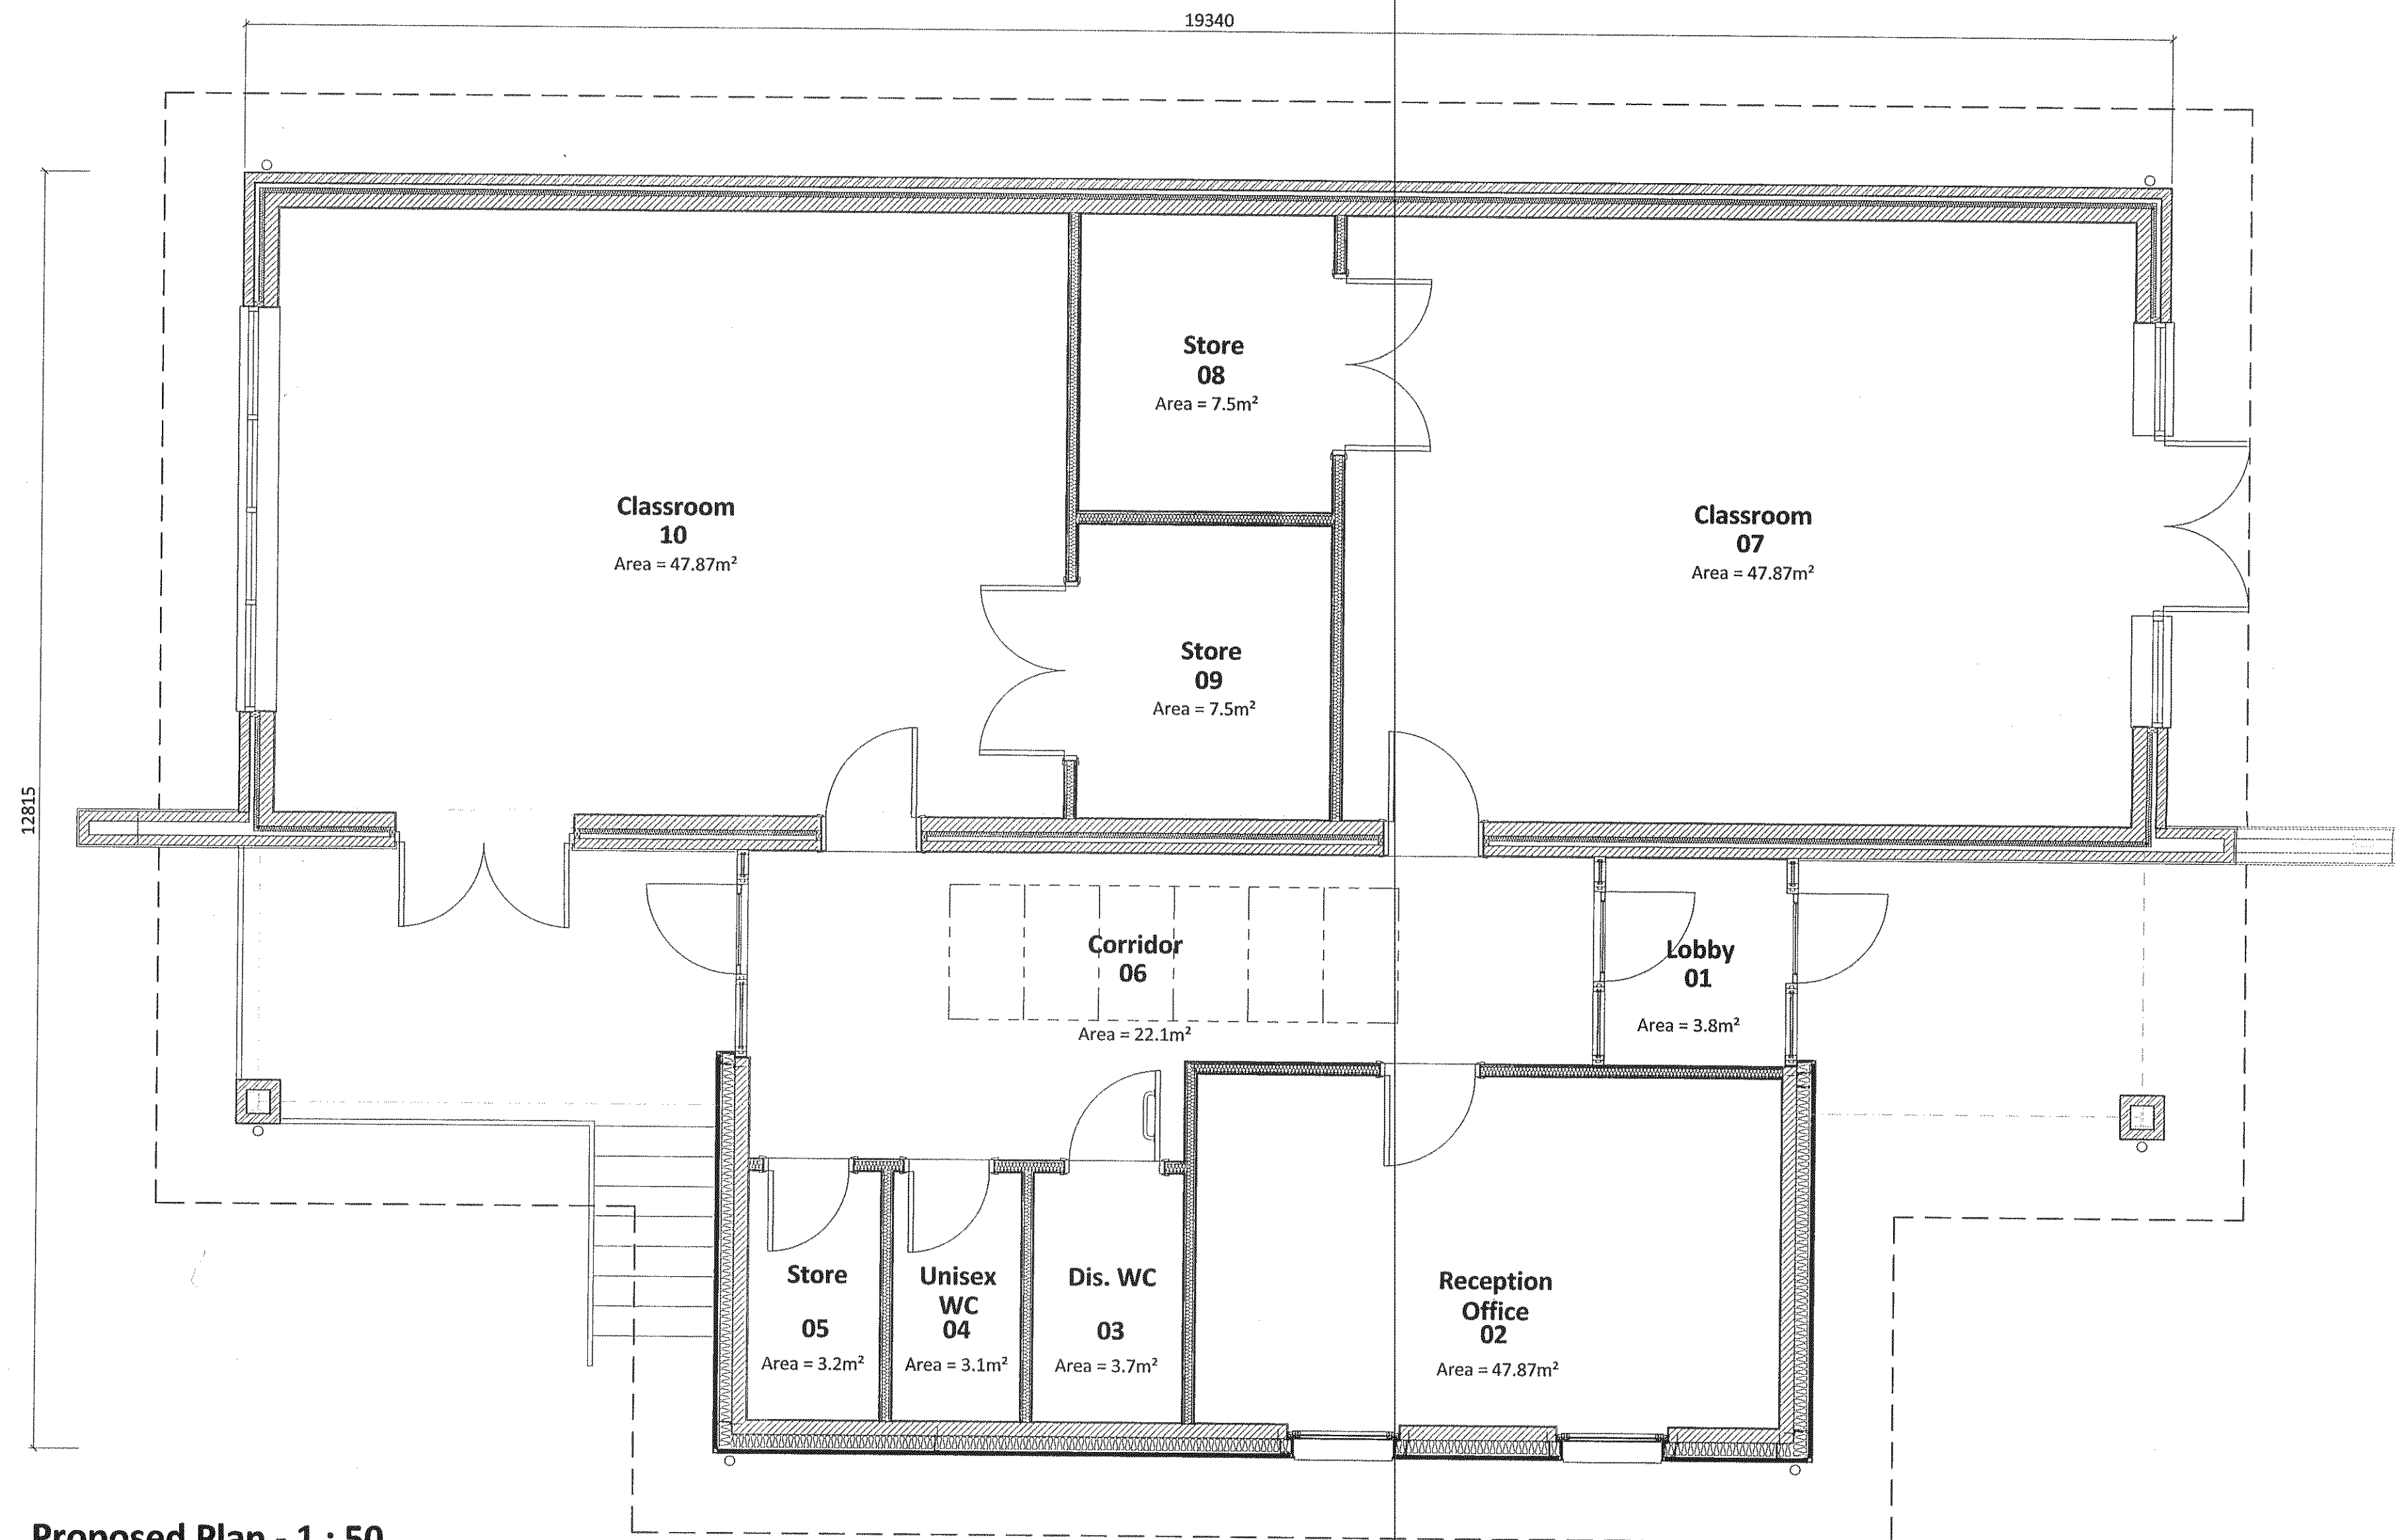 19340
12815
Store
08
Area = 7.5m²
Classroom
10
Area = 47.87m²
Classroom
07
Area = 47.87m²
Store
09
Area = 7.5m²
Corridor
06
Area = 22.1m²
Lobby
01
Area = 3.8m²
Store
05
Area = 3.2m²
Unisex
WC
04
Area = 3.1m²
Dis. WC
03
Area = 3.7m²
Reception
Office
02
Area = 47.87m²
Proposed Plan - 1 : 50